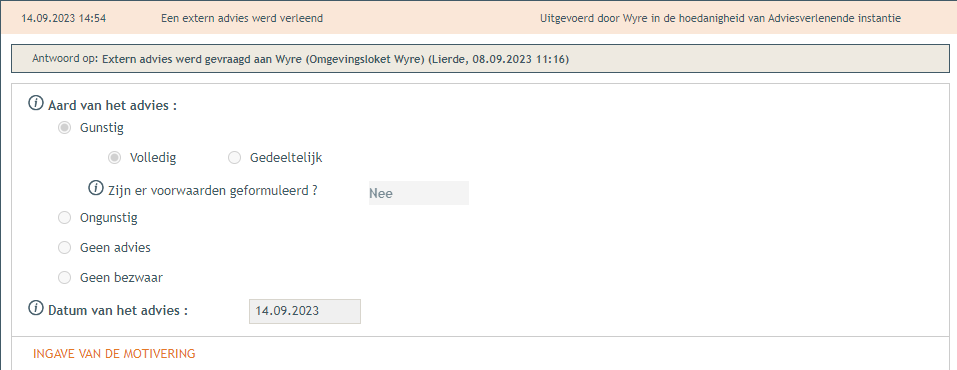 14.09.2023 14:54 Een extern advies werd verleend Uitgevoerd door Wyre in de hoedanigheid van Adviesverlenende instantie
Antwoord op: Extern advies werd gevraagd aan Wyre (Omgevingsloket Wyre) (Lierde, 08.09.2023 11:16)
Aard van het advies :
Gunstig
Volledig Gedeeltelijk
Zijn er voorwaarden geformuleerd ? Nee
Ongunstig
Geen advies
Geen bezwaar
Datum van het advies : 14.09.2023
INGAVE VAN DE MOTIVERING